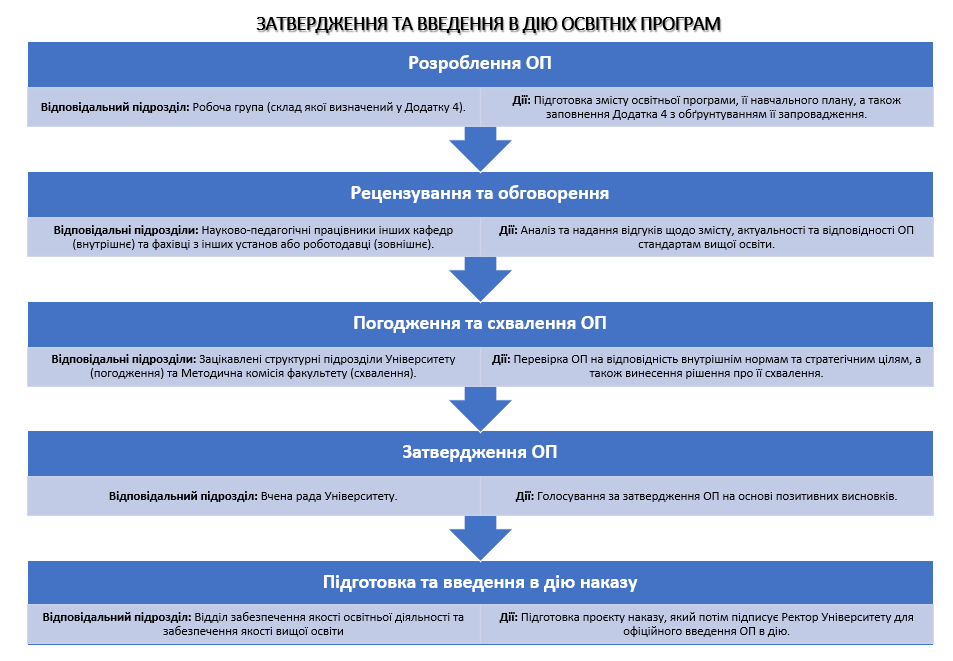 ЗАТВЕРДЖЕННЯ ТА ВВЕДЕННЯ В ДІЮ ОСВІТНІХ ПРОГРАМ
Розроблення ОП
Відповідальний підрозділ: Робоча група (склад якої визначений у Додатку 4).
Дії: Підготовка змісту освітньої програми, її навчального плану, а також
заповнення Додатка 4 з обґрунтуванням її запровадження.
Рецензування та обговорення
Відповідальні підрозділи: Науково-педагогічні працівники інших кафедр
(внутрішнє) та фахівці з інших установ або роботодавці (зовнішнє).
Дії: Аналіз та надання відгуків щодо змісту, актуальності та відповідності ОП
стандартам вищої освіти.
Погодження та схвалення ОП
Відповідальні підрозділи: Зацікавлені структурні підрозділи Університету
(погодження) та Методична комісія факультету (схвалення).
Дії: Перевірка ОП на відповідність внутрішнім нормам та стратегічним цілям, а
також винесення рішення про її схвалення.
Затвердження ОП
Відповідальний підрозділ: Вчена рада Університету.
Дії: Голосування за затвердження ОП на основі позитивних висновків.
Підготовка та введення в дію наказу
Відповідальний підрозділ: Відділ забезпечення якості освітньої діяльності та
забезпечення якості вищої освіти
Дії: Підготовка проєкту наказу, який потім підписує Ректор Університету для
офіційного введення ОП в дію.